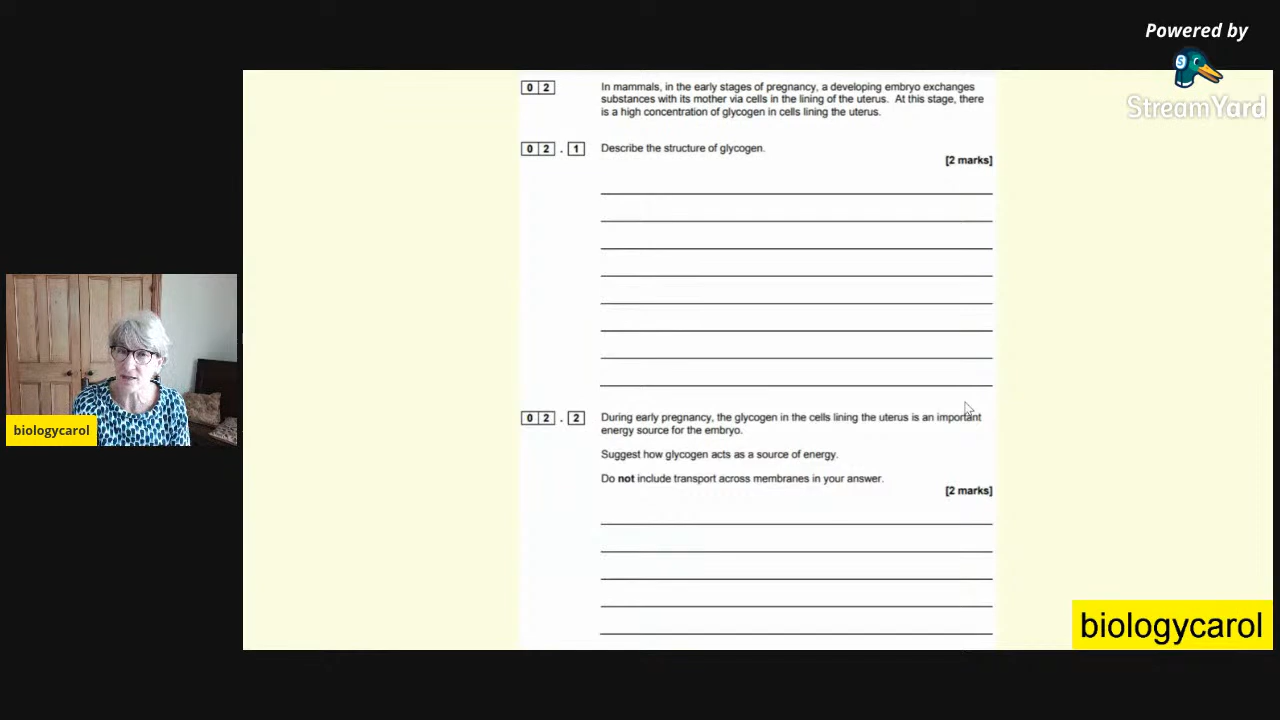 Powered by
S
StreamYard
0 2
In mammals, in the early stages of pregnancy, a developing embryo exchanges
substances with its mother via cells in the lining of the uterus. At this stage, there
is a high concentration of glycogen in cells lining the uterus.
0 2 . 1
Describe the structure of glycogen.
[2 marks]
0 2 . 2
During early pregnancy, the glycogen in the cells lining the uterus is an important
energy source for the embryo.
Suggest how glycogen acts as a source of energy.
Do not include transport across membranes in your answer.
[2 marks]
biologycarol
biologycarol